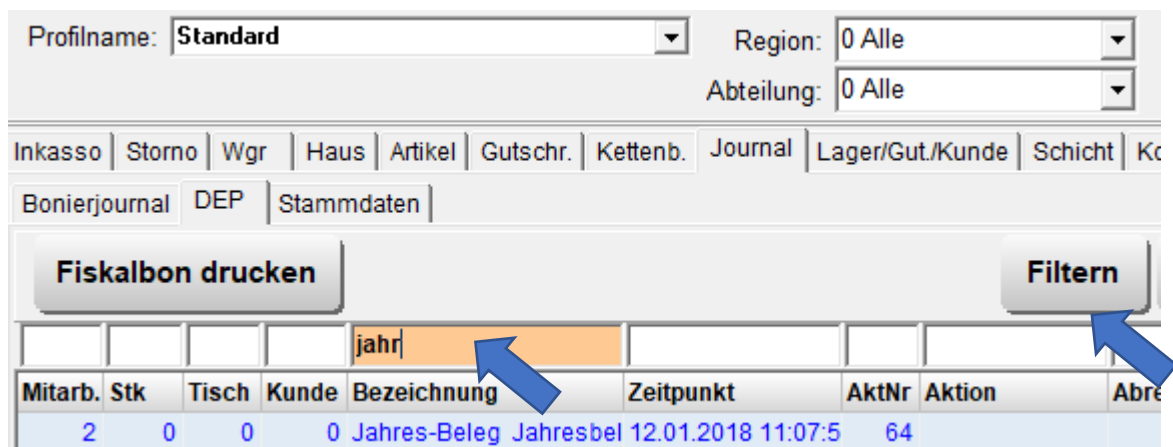 Profilname: Standard Region: 0 Alle
Abteilung: 0 Alle
Inkasso Storno Wgr Haus Artikel Gutschr. Kettenb. Journal Lager/Gut./Kunde Schicht Ko
Bonierjournal DEP Stammdaten
Fiskalbon drucken Filtern
jahr
Mitarb. Stk Tisch Kunde Bezeichnung Zeitpunkt AktNr Aktion Abre
2 0 0 0 Jahres-Beleg Jahresbel 12.01.2018 11:07:5 64